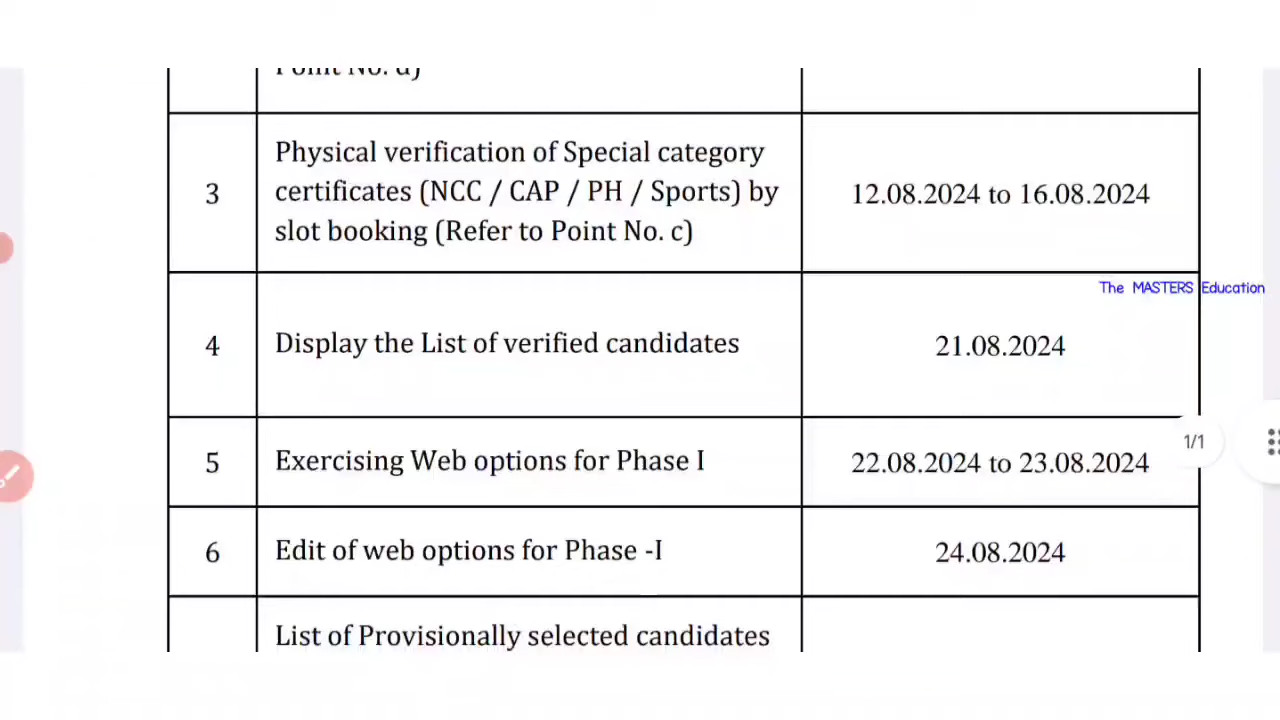 Point No. a)
3
Physical verification of Special category
certificates (NCC / CAP / PH / Sports) by
slot booking (Refer to Point No. c)
12.08.2024 to 16.08.2024
The MASTERS Education
4
Display the List of verified candidates
21.08.2024
5
Exercising Web options for Phase I
22.08.2024 to 23.08.2024
1/1
6
Edit of web options for Phase -I
24.08.2024
List of Provisionally selected candidates